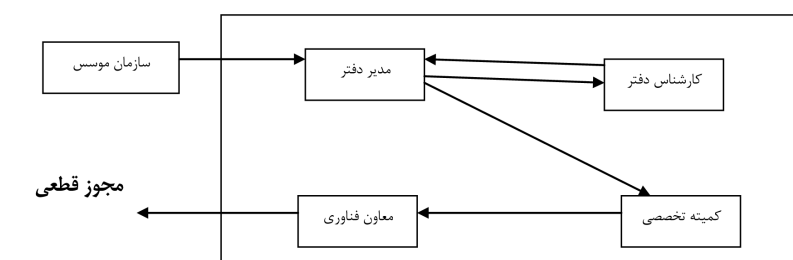 سازمان موسس
مدیر دفتر
کارشناس دفتر
مجوز قطعی
معاون فناوری
کمیته تخصصی